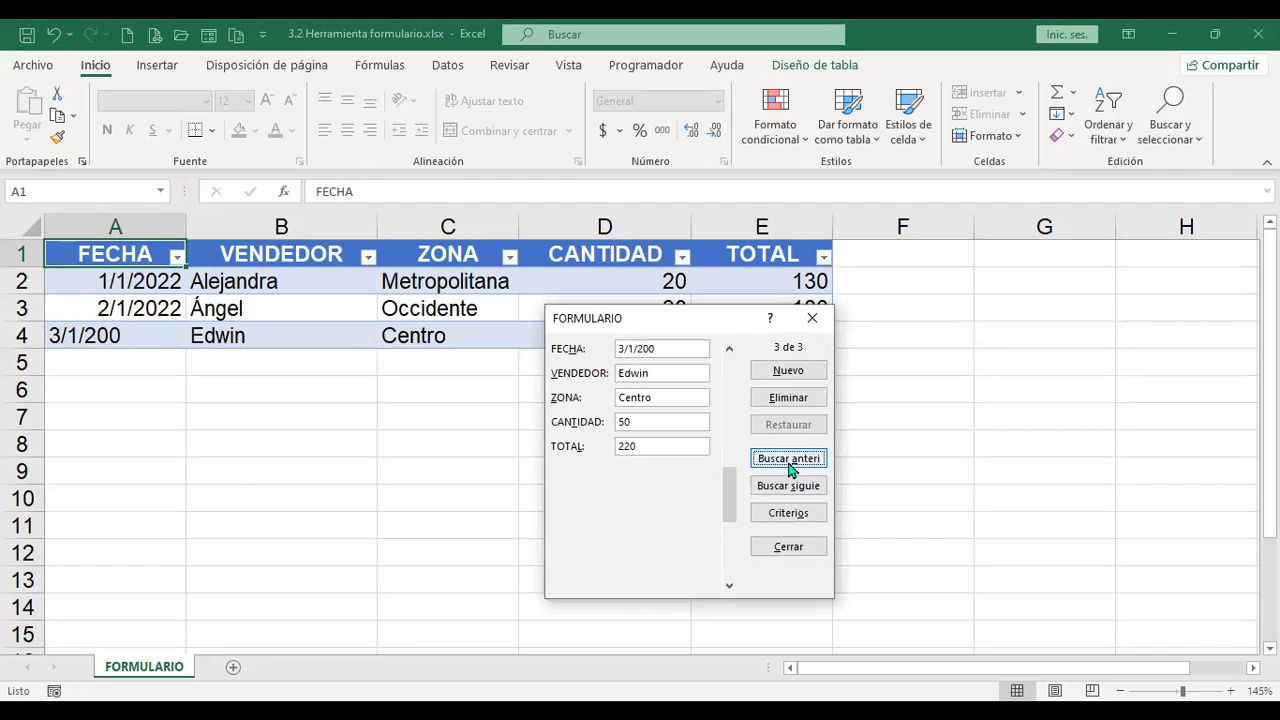 3.2 Herramienta formulario.xlsx - Excel
Buscar
Inic. ses.
Archivo Inicio Insertar Disposición de página Fórmulas Datos Revisar Vista Programador Ayuda Diseño de tabla Compartir
Pegar
12
A A
Ajustar texto
General
Insertar
N K S
Combinar y centrar
$ % 000
Formato condicional
Dar formato como tabla
Estilos de celda
Eliminar
Formato
Ordenar y filtrar
Buscar y seleccionar
Portapapeles Fuente Alineación Número Estilos Celdas Edición
A1 fx FECHA
A B C D E F G H
1 FECHA VENDEDOR ZONA CANTIDAD TOTAL
2 1/1/2022 Alejandra Metropolitana 20 130
3 2/1/2022 Ángel Occidente
4 3/1/200 Edwin Centro
5
6
7
8
9
10
11
12
13
14
15
FORMULARIO ?
FECHA: 3/1/200 3 de 3
VENDEDOR: Edwin Nuevo
ZONA: Centro Eliminar
CANTIDAD: 50 Restaurar
TOTAL: 220 Buscar anteri
Buscar siguie
Criterios
Cerrar
FORMULARIO
Listo 145%